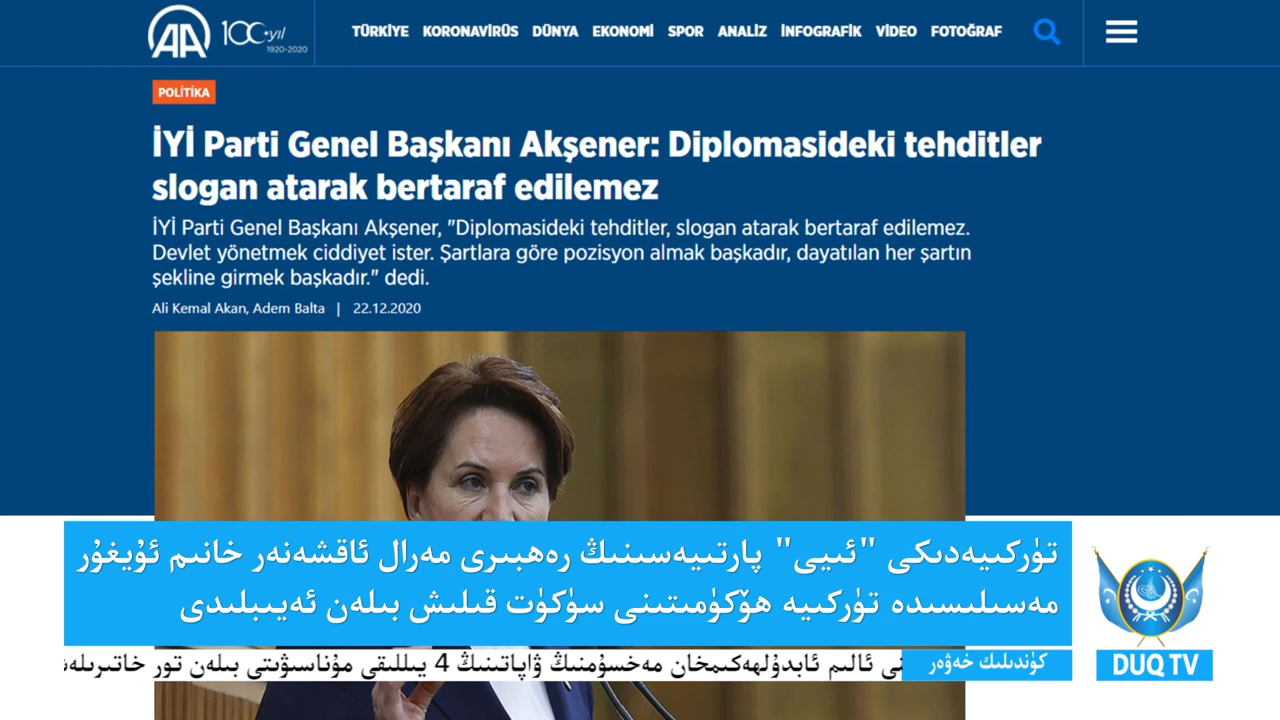 AA 100.yıl
1920-2020
TÜRKİYE KORONAVİRÜS DÜNYA EKONOMİ SPOR ANALİZ İNFOGRAFİK VİDEO FOTOĞRAF
POLİTİKA
İYİ Parti Genel Başkanı Akşener: Diplomasideki tehditler
slogan atarak bertaraf edilemez
İYİ Parti Genel Başkanı Akşener, "Diplomasideki tehditler, slogan atarak bertaraf edilemez.
Devlet yönetmek ciddiyet ister. Şartlara göre pozisyon almak başkadır, dayatılan her şartın
şekline girmek başkadır." dedi.
Ali Kemal Akan, Adem Balta | 22.12.2020
تۈركىيەدىكى "ئىيى" پارتىيەسىنىڭ رەھبىرى مەرال ئاقشەنەر خانىم ئۇيغۇر
مەسىلىسىدە تۈركىيە ھۆكۈمىتىنى سۈكۈت قىلىش بىلەن ئەيىبلىدى
كۈندىلىك خەۋەر
ئالىم ئابدۇلھەكىمخان مەخسۇمنىڭ ۋاپاتىنىڭ 4 يىللىقى مۇناسىۋىتى بىلەن تور
DUQ TV